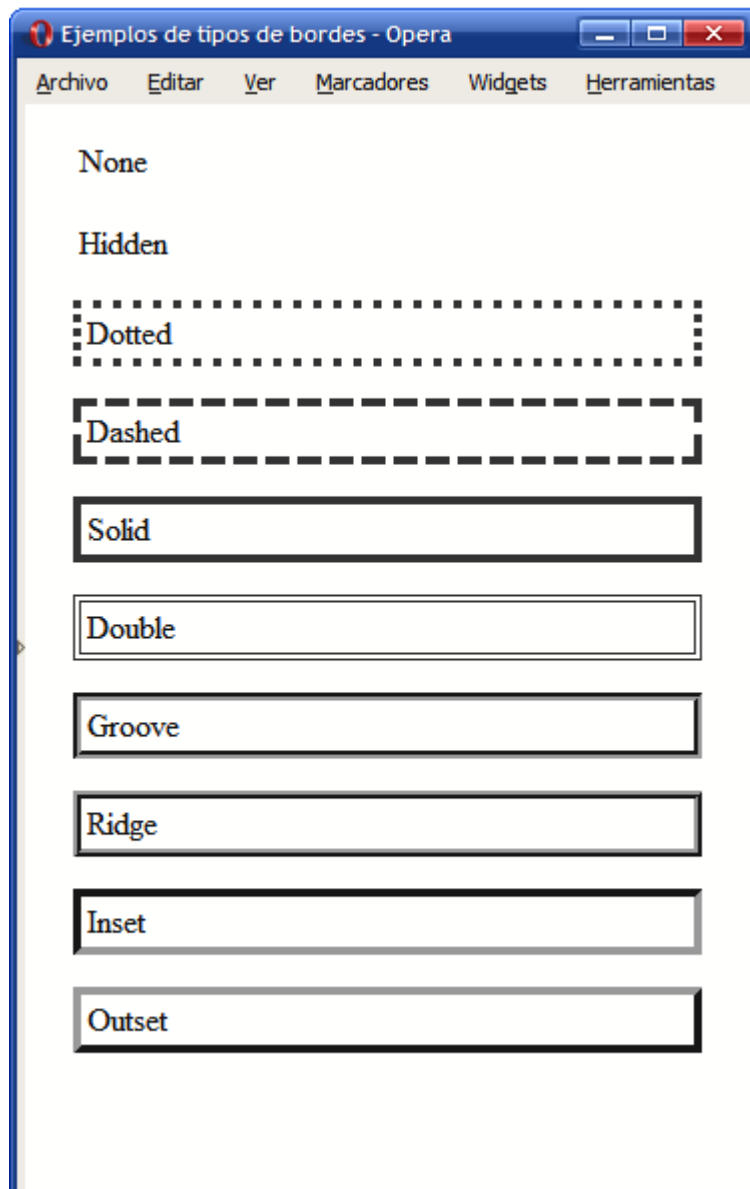 Ejemplos de tipos de bordes - Opera
Archivo Editar Ver Marcadores Widgets Herramientas
None
Hidden
Dotted
Dashed
Solid
Double
Groove
Ridge
Inset
Outset